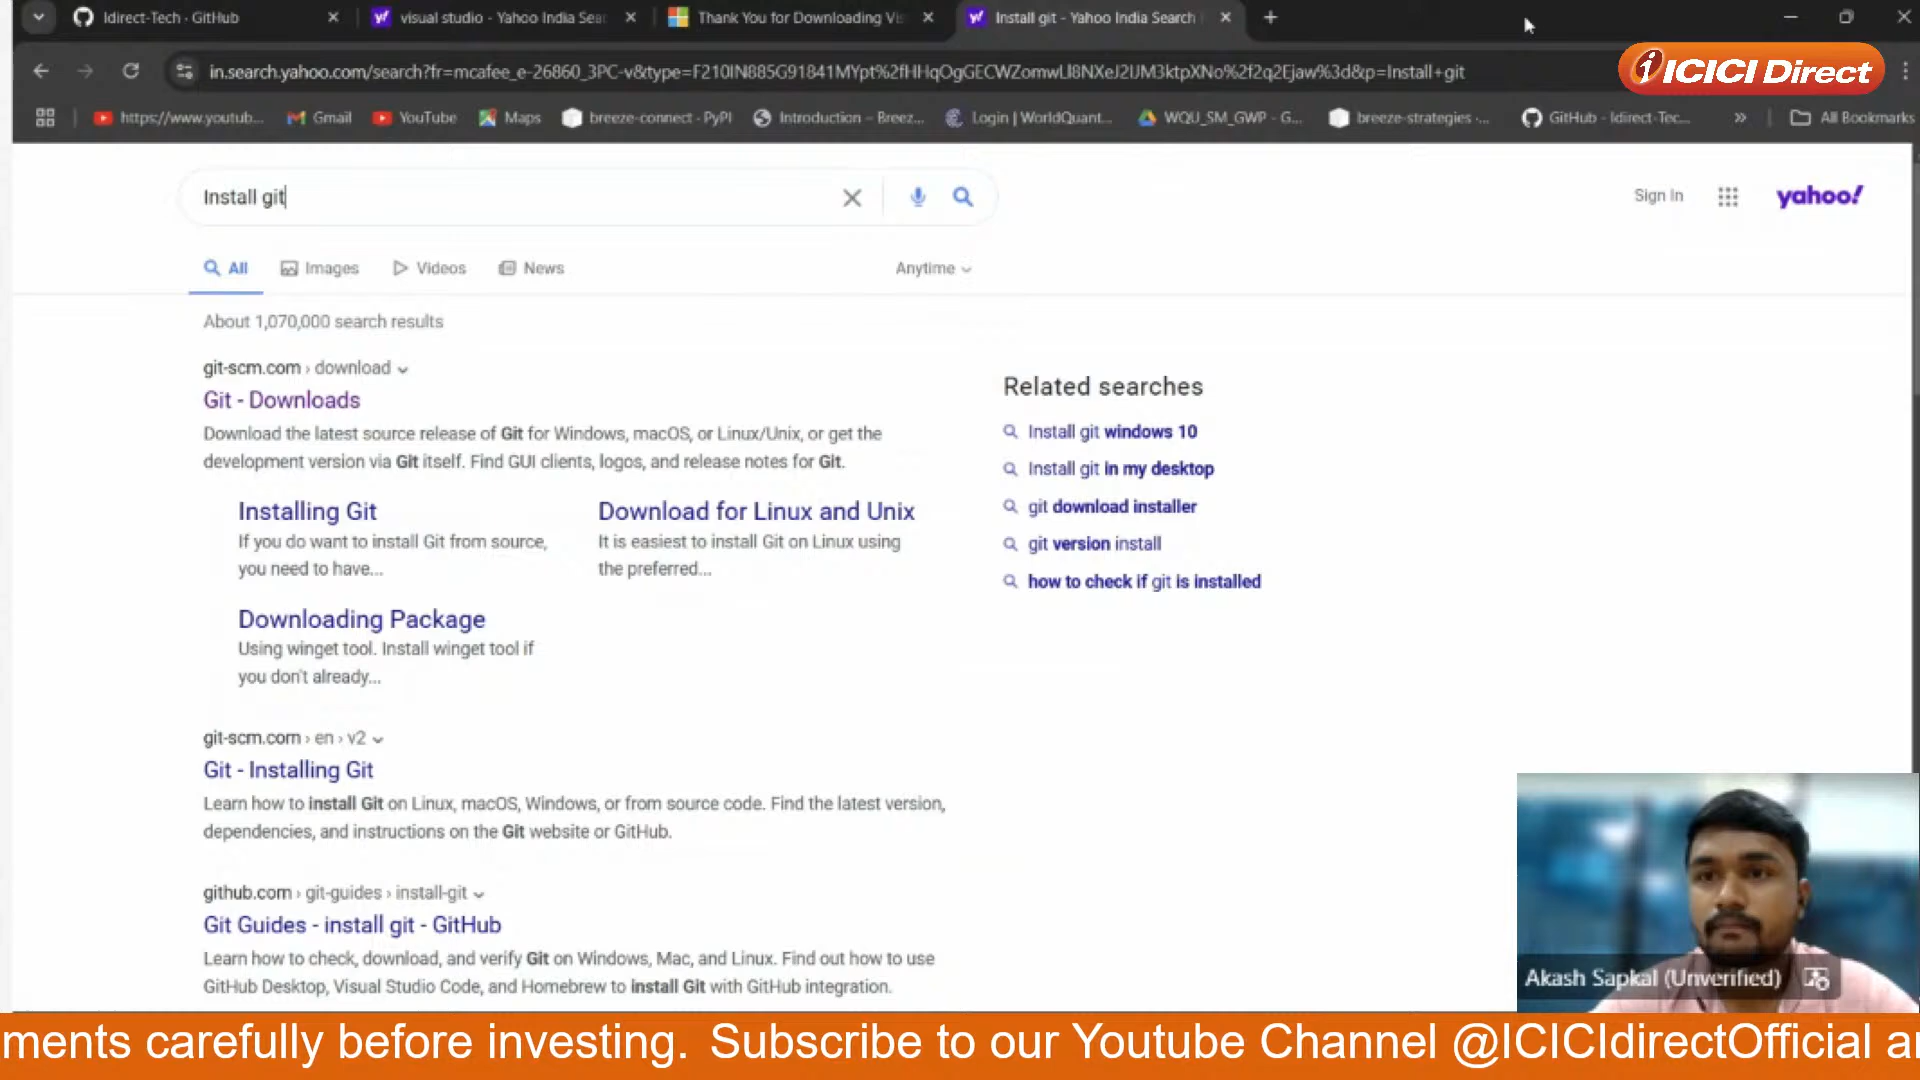 Idirect-Tech · GitHub
visual studio - Yahoo India Sear
Thank You for Downloading Vis
Install git - Yahoo India Search
in.search.yahoo.com/search?fr=mcafee_e-26860_3PC-v&type=
&p=Install+git
ICICI Direct
https://www.youtub...
Gmail
YouTube
Maps
breeze-connect · PyPI
Introduction – Breez...
Login | WorldQuant...
WQU_SM_GWP - G...
breeze-strategies ·...
GitHub - Idirect-Tec...
All Bookmarks
Install git
Sign In
yahoo!
All
Images
Videos
News
Anytime
About 1,070,000 search results
git-scm.com › download
Git - Downloads
Download the latest source release of Git for Windows, macOS, or Linux/Unix, or get the
development version via Git itself. Find GUI clients, logos, and release notes for Git.
Installing Git
If you do want to install Git from source,
you need to have...
Download for Linux and Unix
It is easiest to install Git on Linux using
the preferred...
Downloading Package
Using winget tool. Install winget tool if
you don't already...
git-scm.com › en › v2
Git - Installing Git
Learn how to install Git on Linux, macOS, Windows, or from source code. Find the latest version,
dependencies, and instructions on the Git website or GitHub.
github.com › git-guides › install-git
Git Guides - install git - GitHub
Learn how to check, download, and verify Git on Windows, Mac, and Linux. Find out how to use
GitHub Desktop, Visual Studio Code, and Homebrew to install Git with GitHub integration.
Related searches
Install git windows 10
Install git in my desktop
git download installer
git version install
how to check if git is installed
Akash Sapkal (Unverified)
ments carefully before investing. Subscribe to our Youtube Channel @ICICIdirectOfficial an